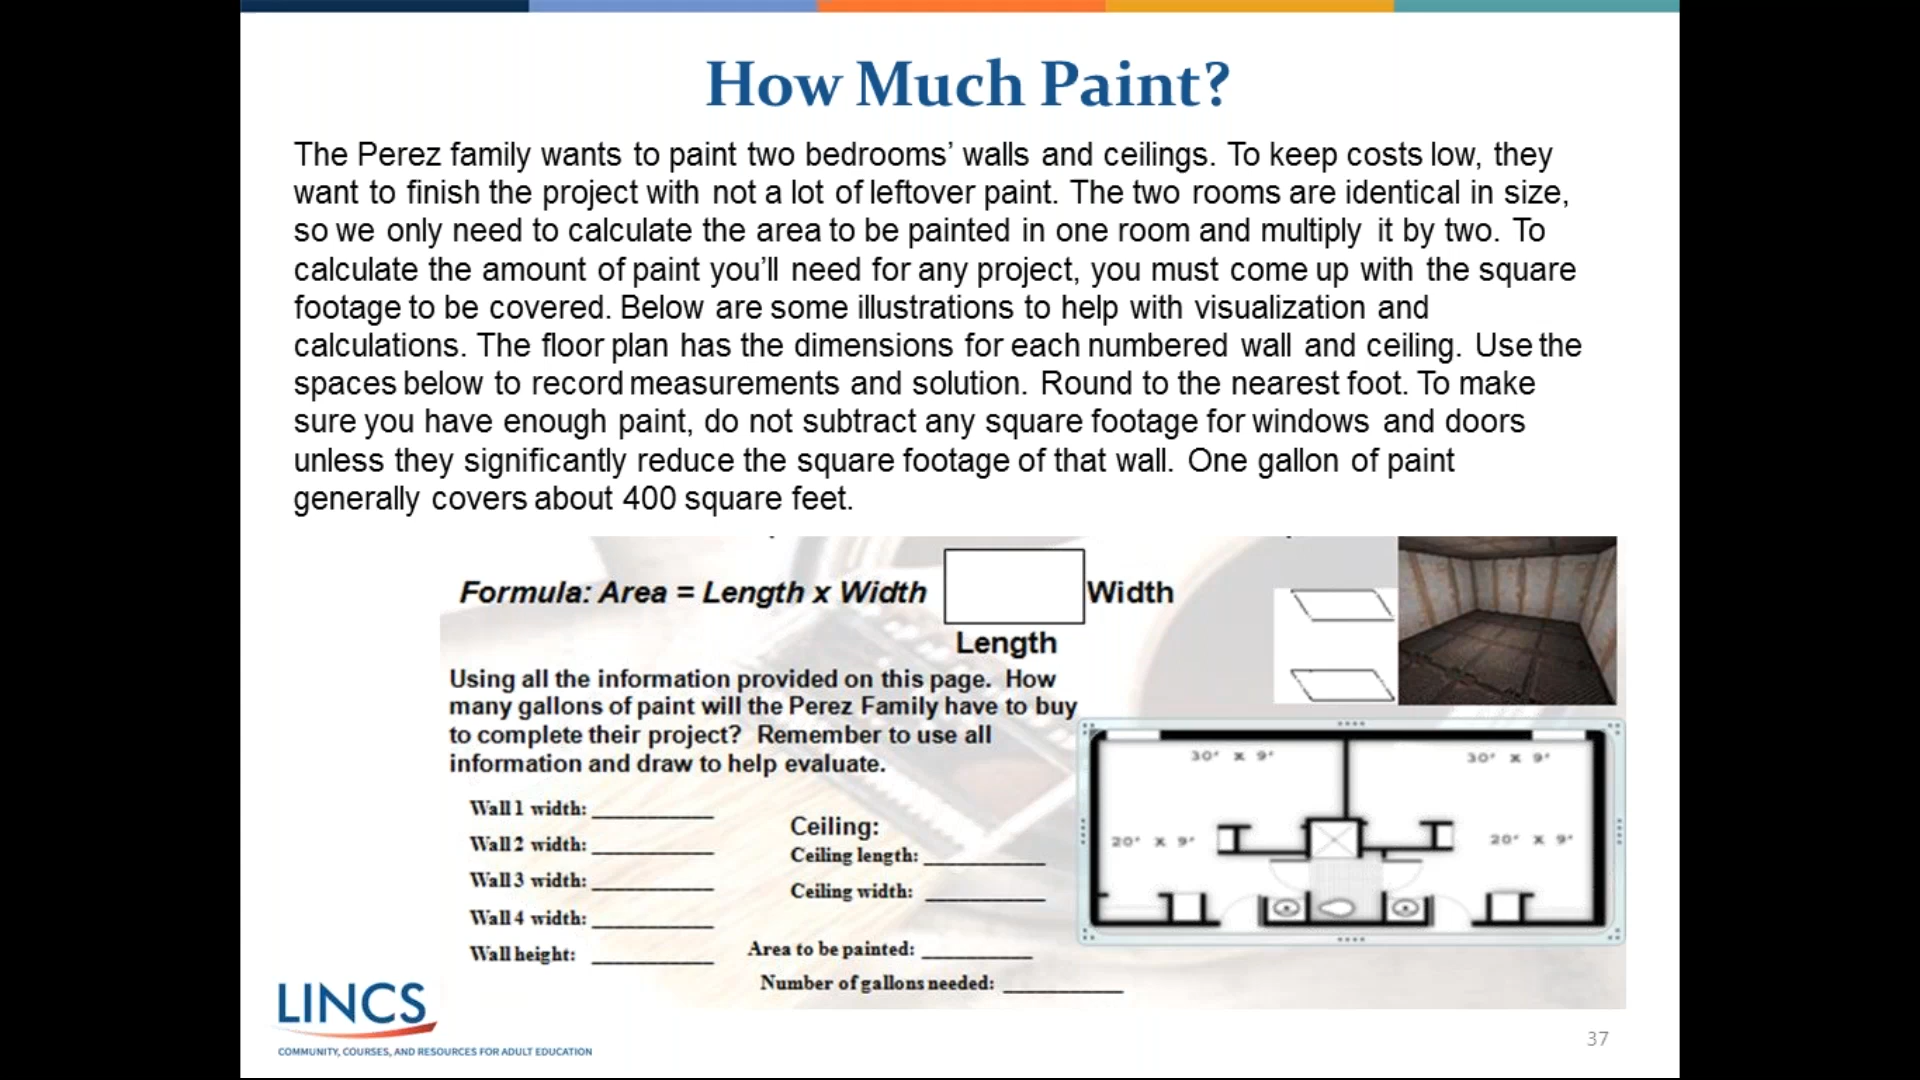 How Much Paint?
The Perez family wants to paint two bedrooms’ walls and ceilings. To keep costs low, they
want to finish the project with not a lot of leftover paint. The two rooms are identical in size,
so we only need to calculate the area to be painted in one room and multiply it by two. To
calculate the amount of paint you’ll need for any project, you must come up with the square
footage to be covered. Below are some illustrations to help with visualization and
calculations. The floor plan has the dimensions for each numbered wall and ceiling. Use the
spaces below to record measurements and solution. Round to the nearest foot. To make
sure you have enough paint, do not subtract any square footage for windows and doors
unless they significantly reduce the square footage of that wall. One gallon of paint
generally covers about 400 square feet.
Formula: Area = Length x Width
Width
Length
Using all the information provided on this page. How
many gallons of paint will the Perez Family have to buy
to complete their project? Remember to use all
information and draw to help evaluate.
Wall 1 width: ____________
Wall 2 width: ____________
Wall 3 width: ____________
Wall 4 width: ____________
Wall height: ____________
Ceiling:
Ceiling length: ____________
Ceiling width: ____________
Area to be painted: ___________
Number of gallons needed: ____________
30' X 9'
30' X 9'
20' X 9'
20' X 9'
LINCS
COMMUNITY, COURSES, AND RESOURCES FOR ADULT EDUCATION
37